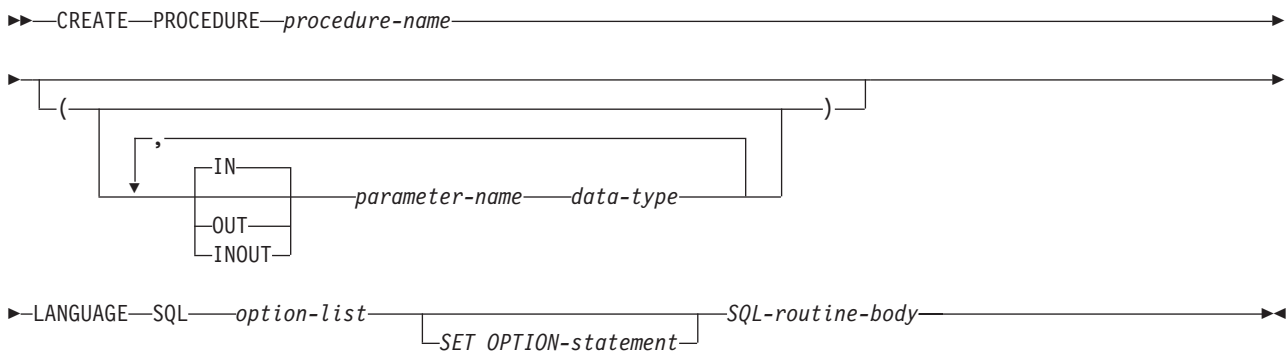 CREATE PROCEDURE procedure-name
( )
,
IN
parameter-name data-type
OUT
INOUT
LANGUAGE SQL option-list SQL-routine-body
SET OPTION-statement